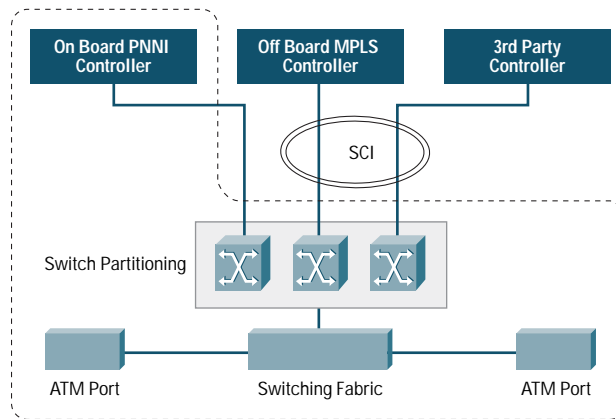 On Board PNNI
Controller
Off Board MPLS
Controller
3rd Party
Controller
SCI
Switch Partitioning
ATM Port
Switching Fabric
ATM Port